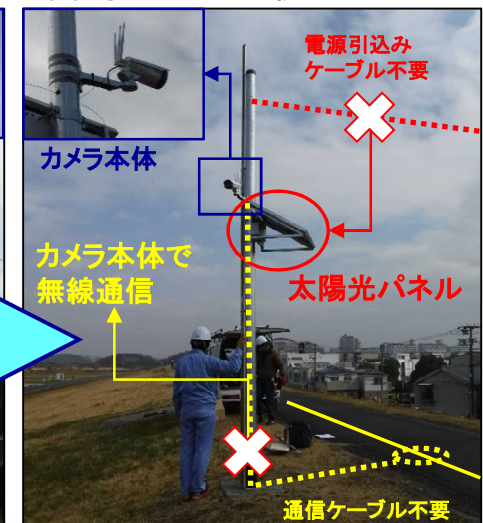 電源引込み
ケーブル不要
カメラ本体
カメラ本体で
無線通信
太陽光パネル
通信ケーブル不要